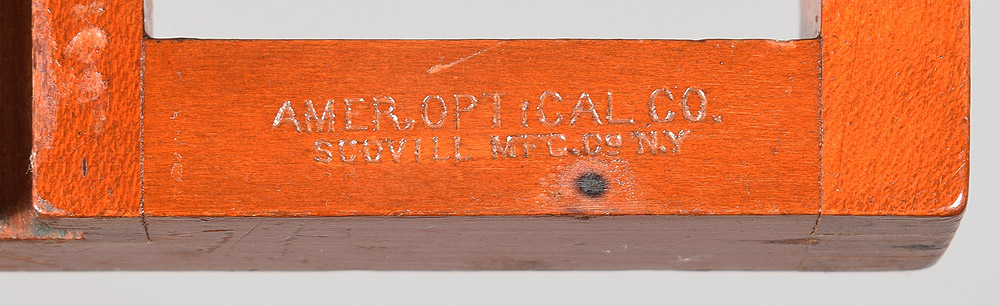 AMER. OPTICAL CO.
SCOVILL MFG. Co N.Y